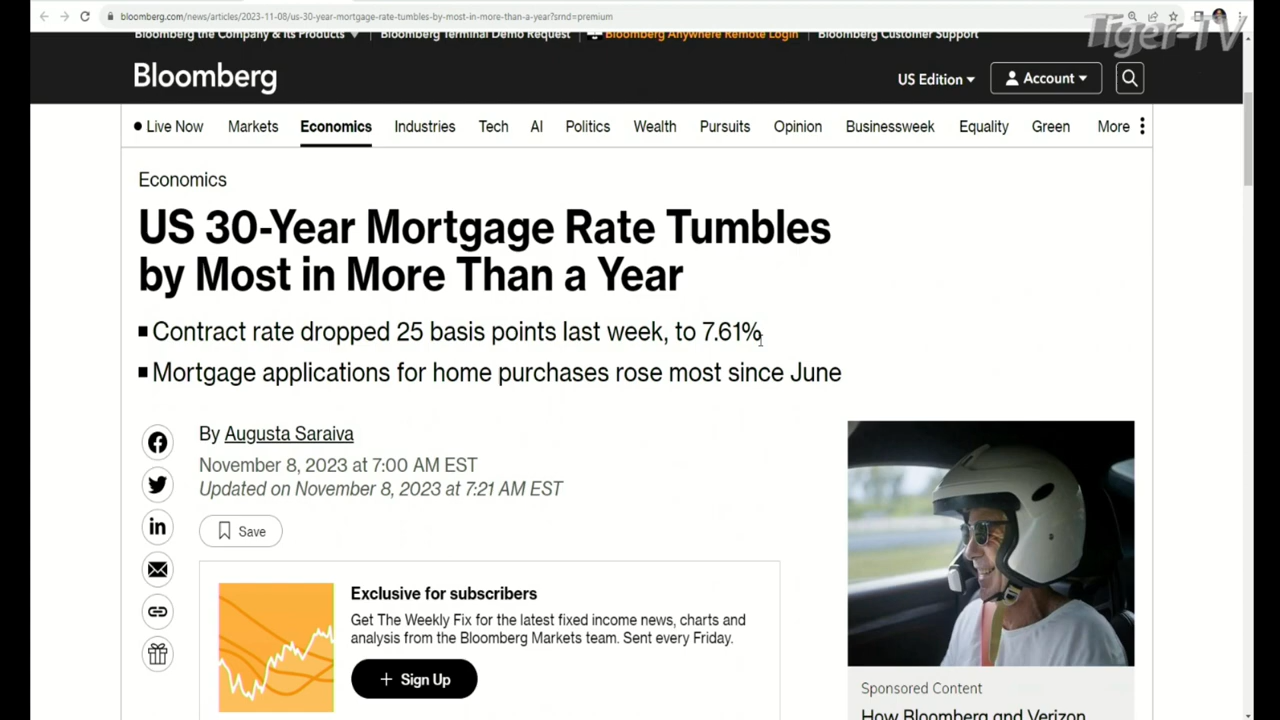 bloomberg.com/news/articles/2023-11-08/us-30-year-mortgage-rate-tumbles-by-most-in-more-than-a-year?srnd=premium
Tiger-TV
Bloomberg the Company & Its Products Bloomberg Terminal Demo Request Bloomberg Anywhere Remote Login Bloomberg Customer Support
Bloomberg
US Edition
Account
Live Now Markets Economics Industries Tech AI Politics Wealth Pursuits Opinion Businessweek Equality Green More
Economics
US 30-Year Mortgage Rate Tumbles
by Most in More Than a Year
Contract rate dropped 25 basis points last week, to 7.61%
Mortgage applications for home purchases rose most since June
By Augusta Saraiva
November 8, 2023 at 7:00 AM EST
Updated on November 8, 2023 at 7:21 AM EST
Save
Exclusive for subscribers
Get The Weekly Fix for the latest fixed income news, charts and
analysis from the Bloomberg Markets team. Sent every Friday.
+ Sign Up
Sponsored Content
How Bloomberg and Verizon